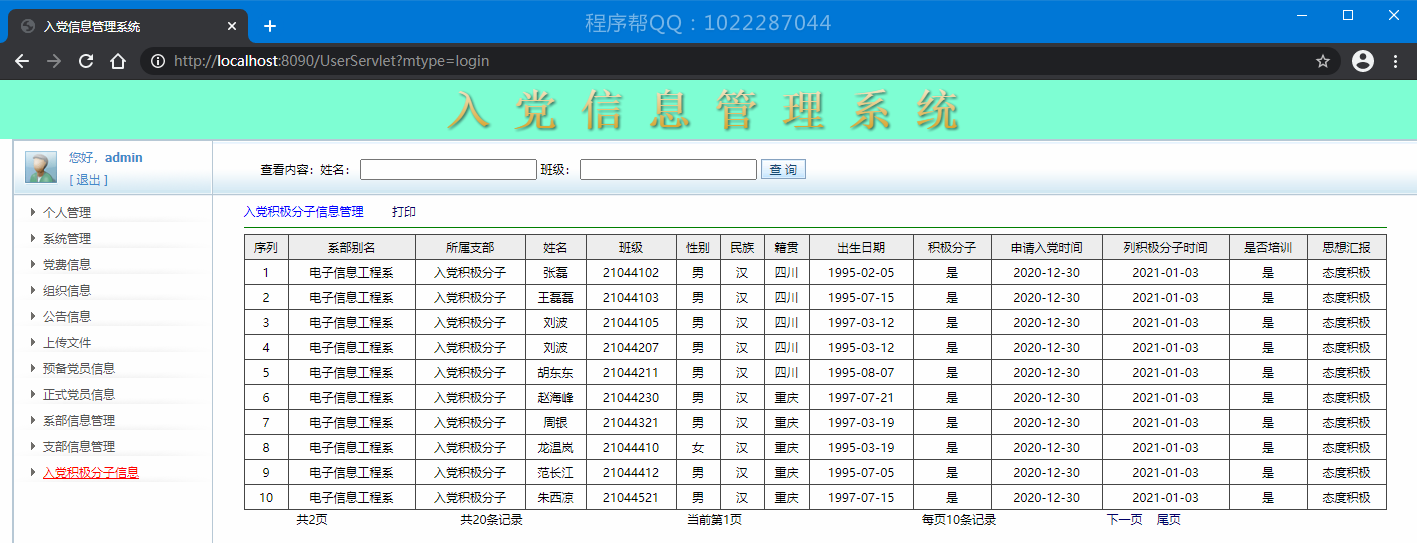 入党信息管理系统
程序帮QQ：1022287044
http://localhost:8090/UserServlet?mtype=login
入党信息管理系统
您好，admin
[ 退出 ]
查看内容：姓名： 班级： 查 询
个人管理
系统管理
党费信息
组织信息
公告信息
上传文件
预备党员信息
正式党员信息
系部信息管理
支部信息管理
入党积极分子信息
入党积极分子信息管理 打印
序列 系部别名 所属支部 姓名 班级 性别 民族 籍贯 出生日期 积极分子 申请入党时间 列积极分子时间 是否培训 思想汇报
1 电子信息工程系 入党积极分子 张磊 21044102 男 汉 四川 1995-02-05 是 2020-12-30 2021-01-03 是 态度积极
2 电子信息工程系 入党积极分子 王磊磊 21044103 男 汉 四川 1995-07-15 是 2020-12-30 2021-01-03 是 态度积极
3 电子信息工程系 入党积极分子 刘波 21044105 男 汉 四川 1997-03-12 是 2020-12-30 2021-01-03 是 态度积极
4 电子信息工程系 入党积极分子 刘波 21044207 男 汉 四川 1995-03-12 是 2020-12-30 2021-01-03 是 态度积极
5 电子信息工程系 入党积极分子 胡东东 21044211 男 汉 四川 1995-08-07 是 2020-12-30 2021-01-03 是 态度积极
6 电子信息工程系 入党积极分子 赵海峰 21044230 男 汉 重庆 1997-07-21 是 2020-12-30 2021-01-03 是 态度积极
7 电子信息工程系 入党积极分子 周银 21044321 男 汉 重庆 1997-03-19 是 2020-12-30 2021-01-03 是 态度积极
8 电子信息工程系 入党积极分子 龙温岚 21044410 女 汉 重庆 1995-03-19 是 2020-12-30 2021-01-03 是 态度积极
9 电子信息工程系 入党积极分子 范长江 21044412 男 汉 重庆 1995-07-05 是 2020-12-30 2021-01-03 是 态度积极
10 电子信息工程系 入党积极分子 朱西凉 21044521 男 汉 重庆 1997-07-15 是 2020-12-30 2021-01-03 是 态度积极
共2页 共20条记录 当前第1页 每页10条记录 下一页 尾页